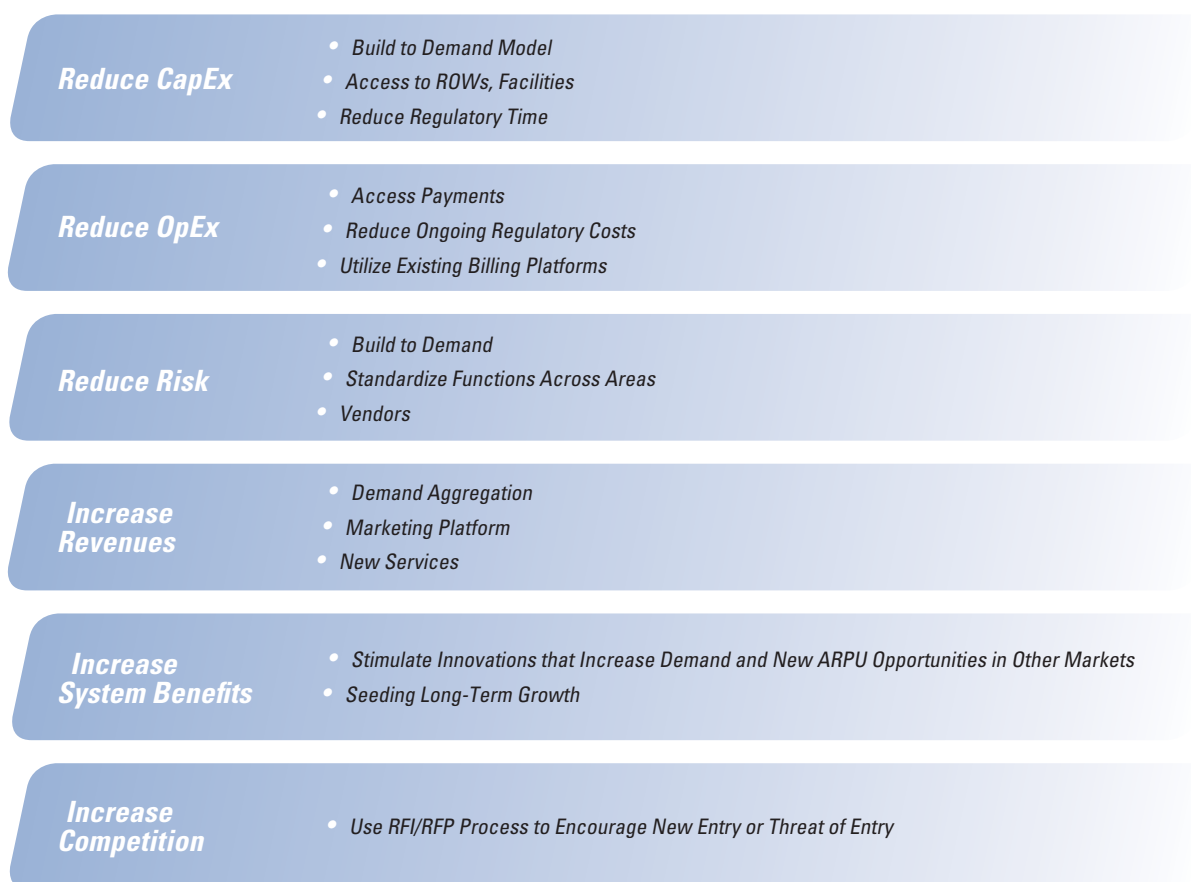 Reduce CapEx
• Build to Demand Model
• Access to ROWs, Facilities
• Reduce Regulatory Time
Reduce OpEx
• Access Payments
• Reduce Ongoing Regulatory Costs
• Utilize Existing Billing Platforms
Reduce Risk
• Build to Demand
• Standardize Functions Across Areas
• Vendors
Increase
Revenues
• Demand Aggregation
• Marketing Platform
• New Services
Increase
System Benefits
• Stimulate Innovations that Increase Demand and New ARPU Opportunities in Other Markets
• Seeding Long-Term Growth
Increase
Competition
• Use RFI/RFP Process to Encourage New Entry or Threat of Entry